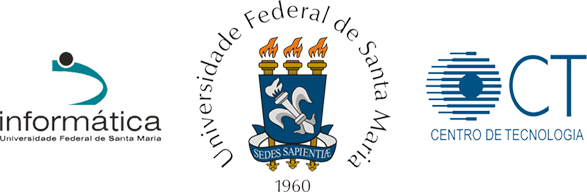 informática
Universidade Federal de Santa Maria
Universidade Federal de Santa Maria
SEDES SAPIENTIÆ
1960
CT
CENTRO DE TECNOLOGIA